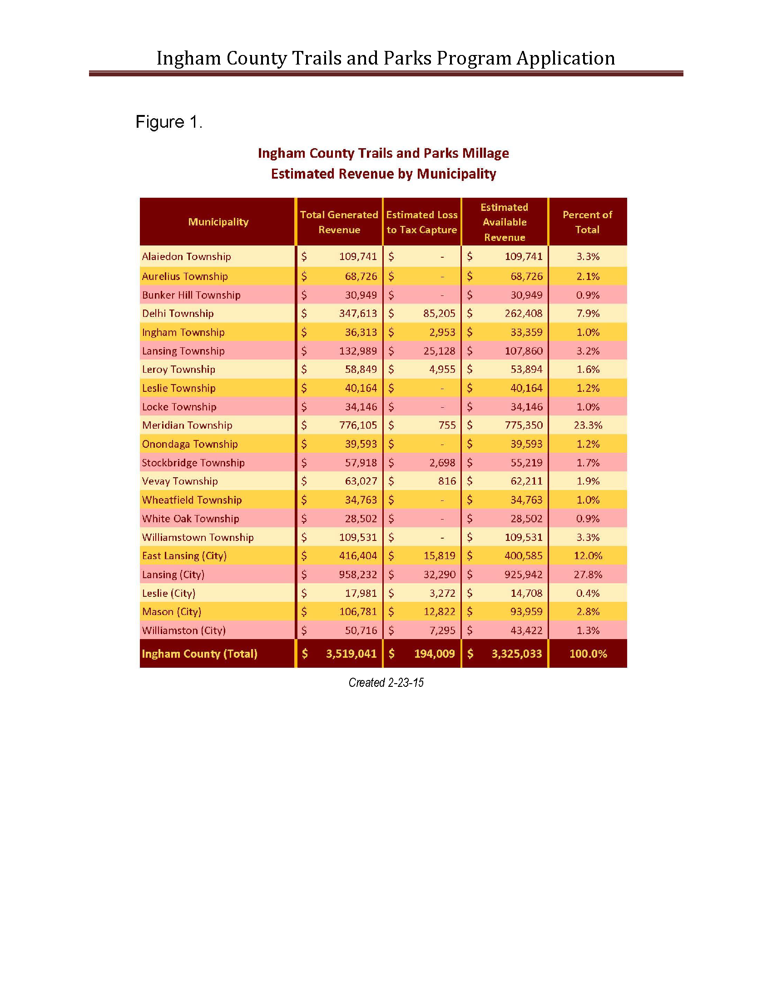 Ingham County Trails and Parks Program Application
Figure 1.
Ingham County Trails and Parks Millage
Estimated Revenue by Municipality
Municipality Total Generated Revenue Estimated Loss to Tax Capture Estimated Available Revenue Percent of Total
Alaiedon Township $ 109,741 $ - $ 109,741 3.3%
Aurelius Township $ 68,726 $ - $ 68,726 2.1%
Bunker Hill Township $ 30,949 $ - $ 30,949 0.9%
Delhi Township $ 347,613 $ 85,205 $ 262,408 7.9%
Ingham Township $ 36,313 $ 2,953 $ 33,359 1.0%
Lansing Township $ 132,989 $ 25,128 $ 107,860 3.2%
Leroy Township $ 58,849 $ 4,955 $ 53,894 1.6%
Leslie Township $ 40,164 $ - $ 40,164 1.2%
Locke Township $ 34,146 $ - $ 34,146 1.0%
Meridian Township $ 776,105 $ 755 $ 775,350 23.3%
Onondaga Township $ 39,593 $ - $ 39,593 1.2%
Stockbridge Township $ 57,918 $ 2,698 $ 55,219 1.7%
Vevay Township $ 63,027 $ 816 $ 62,211 1.9%
Wheatfield Township $ 34,763 $ - $ 34,763 1.0%
White Oak Township $ 28,502 $ - $ 28,502 0.9%
Williamstown Township $ 109,531 $ - $ 109,531 3.3%
East Lansing (City) $ 416,404 $ 15,819 $ 400,585 12.0%
Lansing (City) $ 958,232 $ 32,290 $ 925,942 27.8%
Leslie (City) $ 17,981 $ 3,272 $ 14,708 0.4%
Mason (City) $ 106,781 $ 12,822 $ 93,959 2.8%
Williamston (City) $ 50,716 $ 7,295 $ 43,422 1.3%
Ingham County (Total) $ 3,519,041 $ 194,009 $ 3,325,033 100.0%
Created 2-23-15